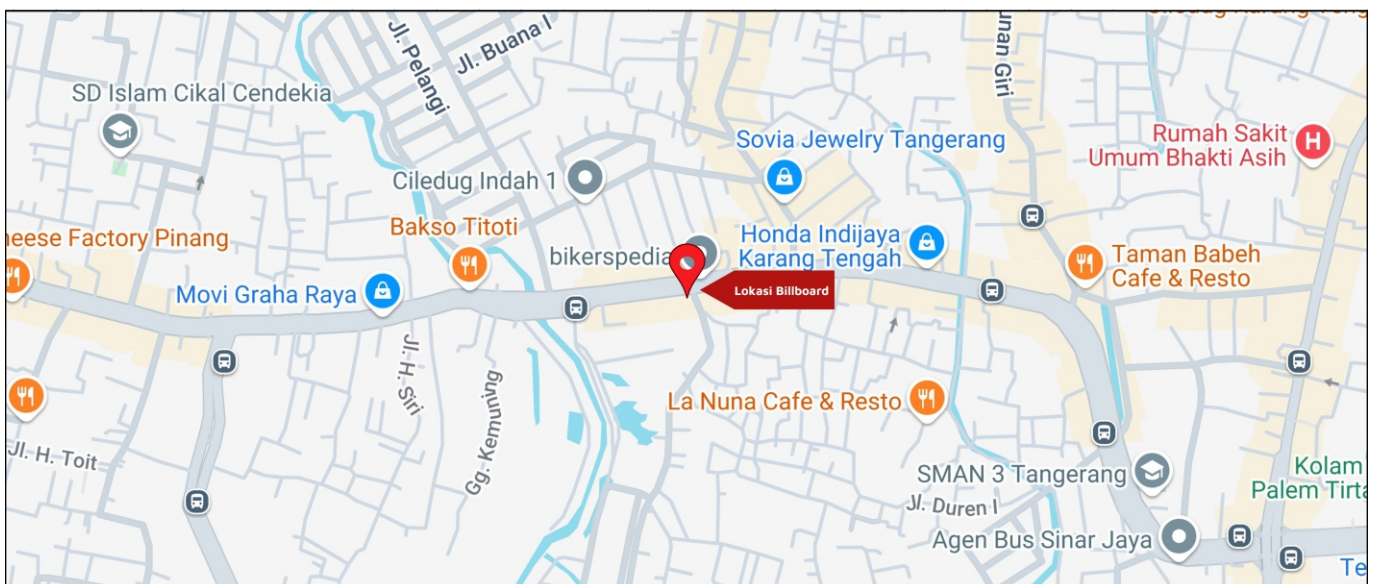 Jl. Pelangi
Jl. Buana I
unan Giri
SD Islam Cikal Cendekia
Sovia Jewelry Tangerang
Rumah Sakit
Umum Bhakti Asih
H
Ciledug Indah 1
Bakso Titoti
eese Factory Pinang
bikerspedia
Honda Indijaya
Karang Tengah
Taman Babeh
Cafe & Resto
Movi Graha Raya
Lokasi Billboard
Jl. H. Siri
Gg. Kemuning
La Nuna Cafe & Resto
Jl. H. Toit
SMAN 3 Tangerang
Kolam
Palem Tirta
Jl. Duren I
Agen Bus Sinar Jaya
Te